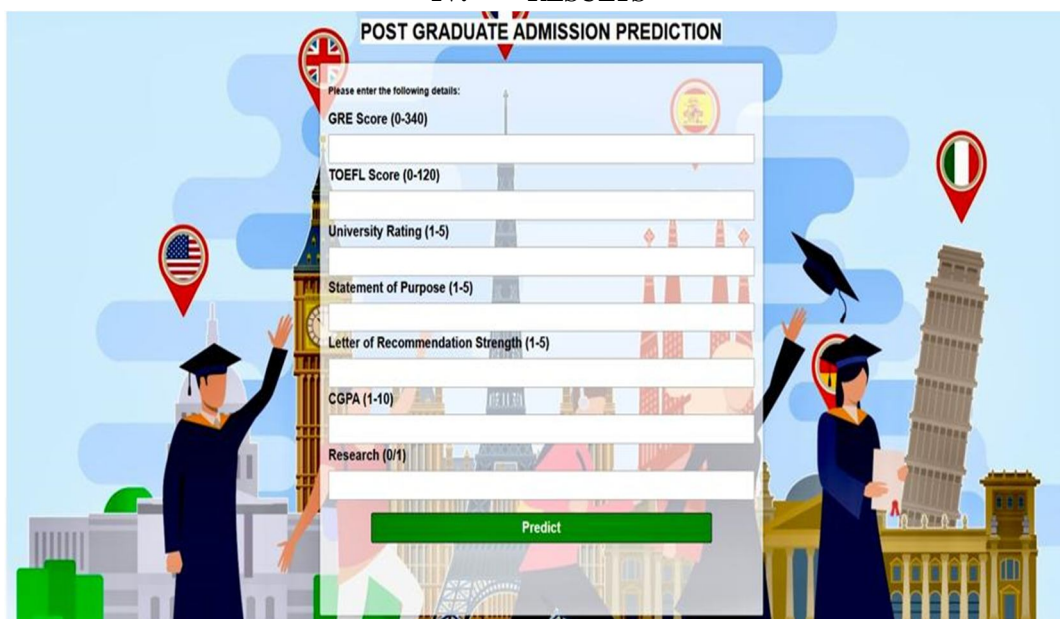 IV. RESULTS
POST GRADUATE ADMISSION PREDICTION
Please enter the following details:
GRE Score (0-340)
TOEFL Score (0-120)
University Rating (1-5)
Statement of Purpose (1-5)
Letter of Recommendation Strength (1-5)
CGPA (1-10)
Research (0/1)
Predict